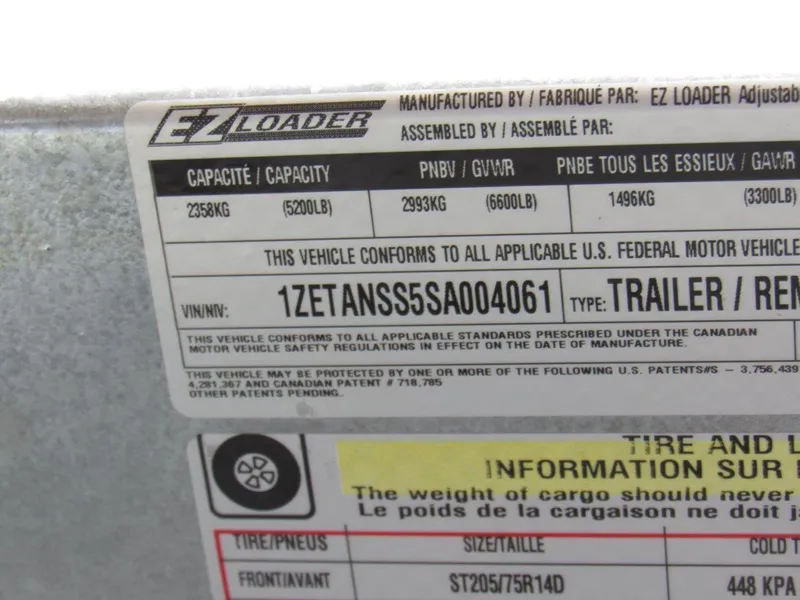 EZ LOADER
MANUFACTURED BY / FABRIQUÉ PAR: EZ LOADER Adjustab
ASSEMBLED BY / ASSEMBLÉ PAR:
CAPACITÉ / CAPACITY PNBV / GVWR PNBE TOUS LES ESSIEUX / GAWR
2358KG (5200LB) 2993KG (6600LB) 1496KG (3300LB)
THIS VEHICLE CONFORMS TO ALL APPLICABLE U.S. FEDERAL MOTOR VEHICLE
VIN/NIV: 1ZETANSS5SA004061 TYPE: TRAILER / REM
THIS VEHICLE CONFORMS TO ALL APPLICABLE STANDARDS PRESCRIBED UNDER THE CANADIAN
MOTOR VEHICLE SAFETY REGULATIONS IN EFFECT ON THE DATE OF MANUFACTURE.
THIS VEHICLE MAY BE PROTECTED BY ONE OR MORE OF THE FOLLOWING U.S. PATENTS#S – 3,756,439
4,281,367 AND CANADIAN PATENT # 718,785
OTHER PATENTS PENDING.
TIRE AND L
INFORMATION SUR
The weight of cargo should never
Le poids de la cargaison ne doit ja
TIRE/PNEUS SIZE/TAILLE COLD T
FRONT/AVANT ST205/75R14D 448 KPA